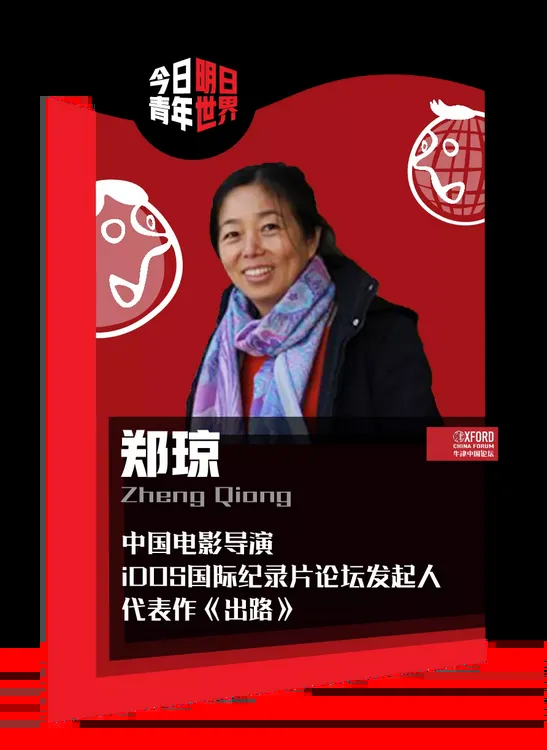 今日明日
青年世界
郑琼
Zheng Qiong
OXFORD
CHINA FORUM
牛津中国论坛
中国电影导演
iDOS国际纪录片论坛发起人
代表作《出路》